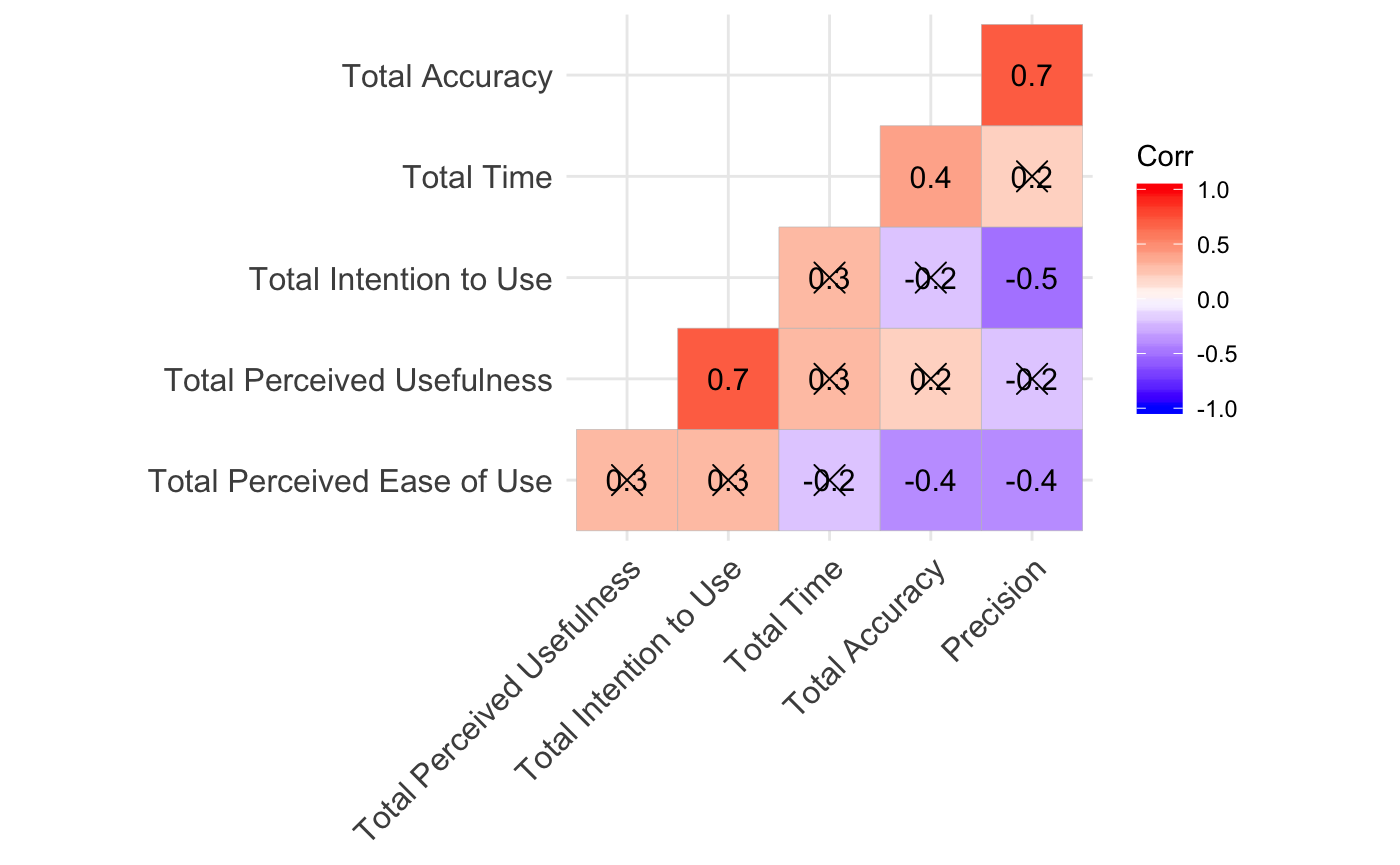 Total Accuracy 0.7
Total Time 0.4 0.2
Total Intention to Use 0.3 -0.2 -0.5
Total Perceived Usefulness 0.7 0.3 0.2 -0.2
Total Perceived Ease of Use 0.3 0.3 -0.2 -0.4 -0.4
Total Perceived Usefulness
Total Intention to Use
Total Time
Total Accuracy
Precision
Corr
1.0
0.5
0.0
-0.5
-1.0